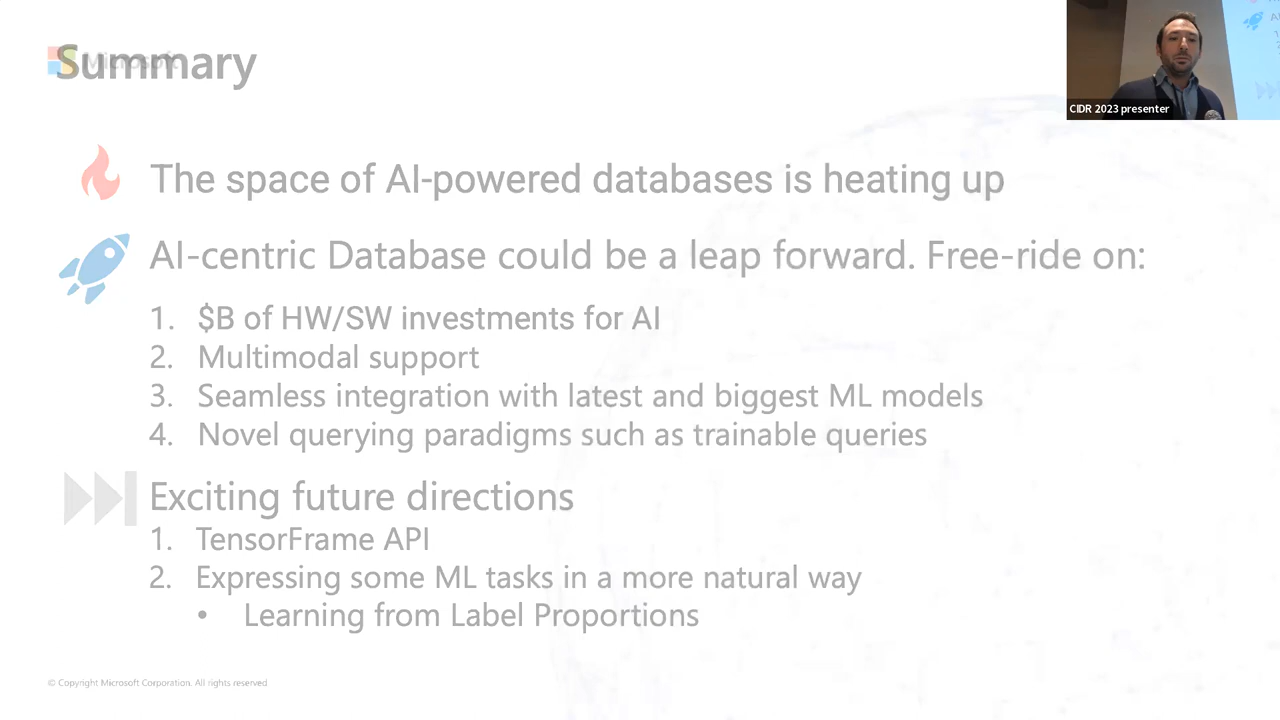 Summary
Microsoft
CIDR 2023 presenter
The space of AI-powered databases is heating up
AI-centric Database could be a leap forward. Free-ride on:
1. $B of HW/SW investments for AI
2. Multimodal support
3. Seamless integration with latest and biggest ML models
4. Novel querying paradigms such as trainable queries
Exciting future directions
1. TensorFrame API
2. Expressing some ML tasks in a more natural way
• Learning from Label Proportions
© Copyright Microsoft Corporation. All rights reserved